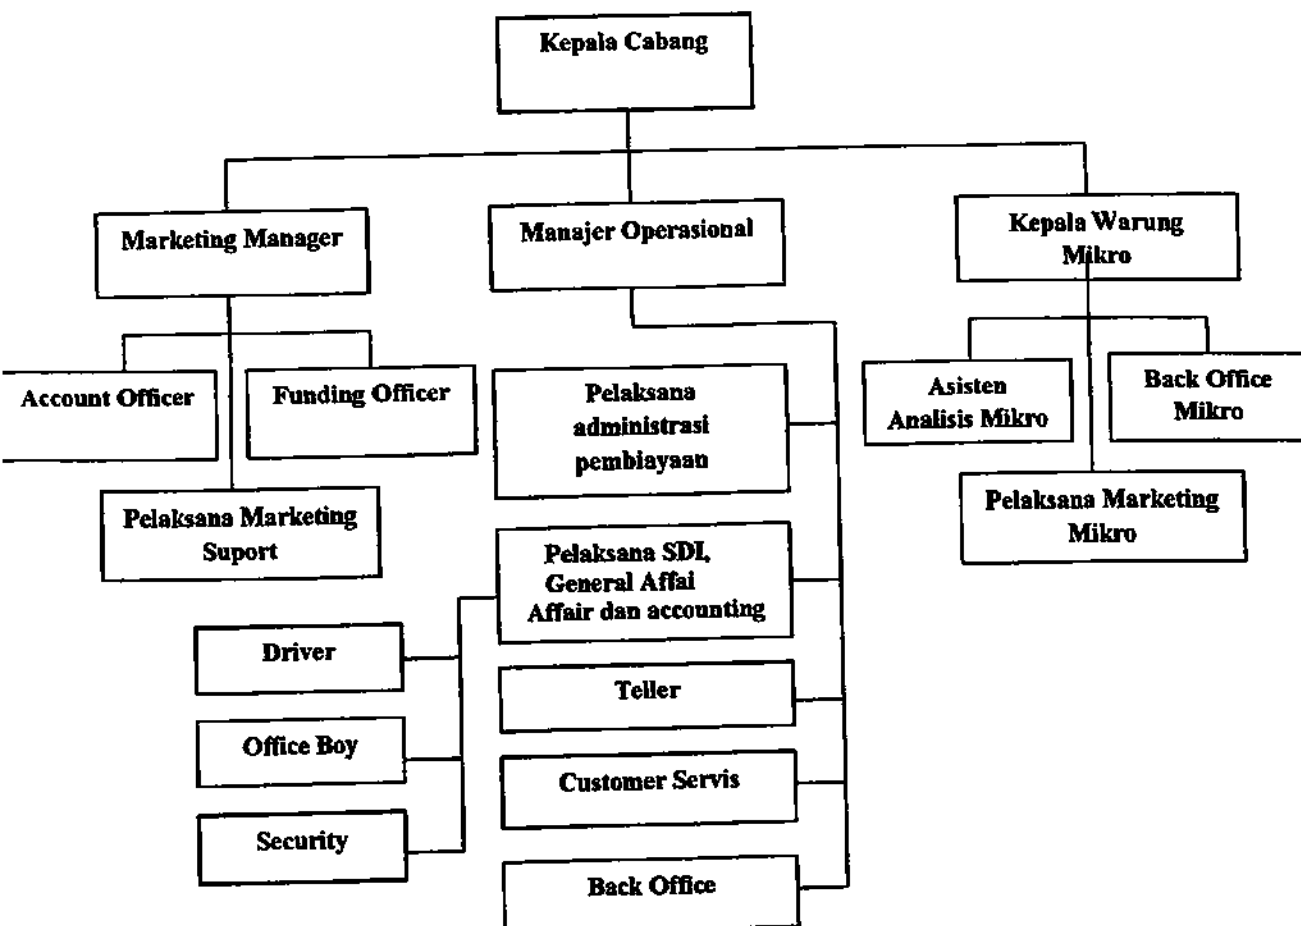 Kepala Cabang
Marketing Manager
Manajer Operasional
Kepala Warung
Mikro
Account Officer
Funding Officer
Pelaksana
administrasi
pembiayaan
Asisten
Analisis Mikro
Back Office
Mikro
Pelaksana Marketing
Suport
Pelaksana Marketing
Mikro
Pelaksana SDI,
General Affai
Affair dan accounting
Driver
Teller
Office Boy
Customer Servis
Security
Back Office